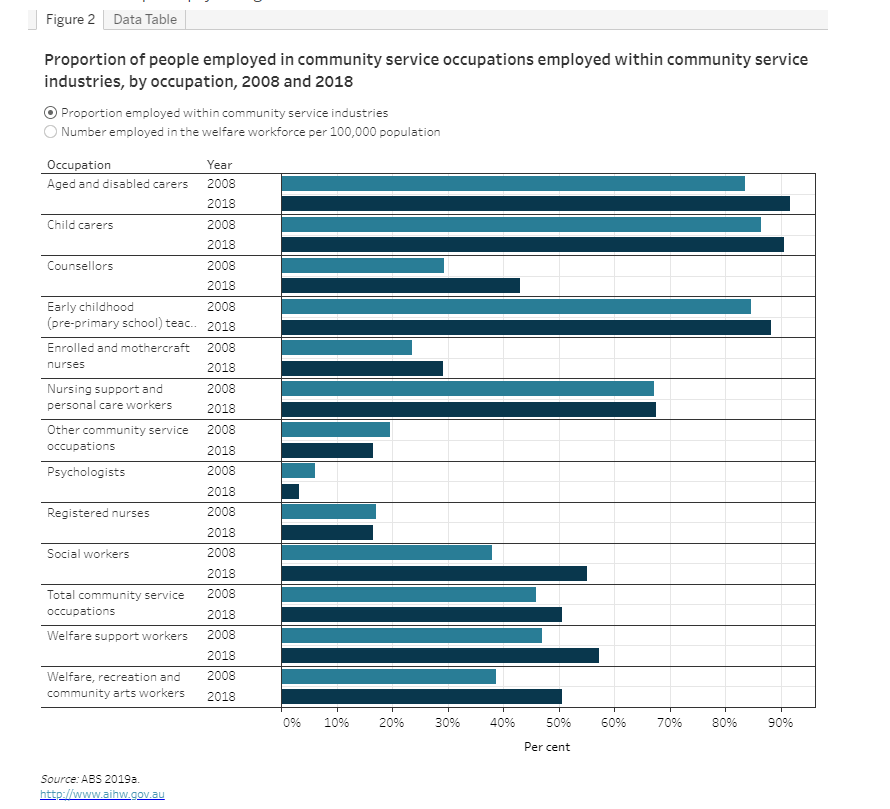 Figure 2
Data Table
Proportion of people employed in community service occupations employed within community service
industries, by occupation, 2008 and 2018
Proportion employed within community service industries
Number employed in the welfare workforce per 100,000 population
Occupation Year
Aged and disabled carers 2008
2018
Child carers 2008
2018
Counsellors 2008
2018
Early childhood 2008
(pre-primary school) teac.. 2018
Enrolled and mothercraft 2008
nurses 2018
Nursing support and 2008
personal care workers 2018
Other community service 2008
occupations 2018
Psychologists 2008
2018
Registered nurses 2008
2018
Social workers 2008
2018
Total community service 2008
occupations 2018
Welfare support workers 2008
2018
Welfare, recreation and 2008
community arts workers 2018
0% 10% 20% 30% 40% 50% 60% 70% 80% 90%
Per cent
Source: ABS 2019a.
http://www.aihw.gov.au